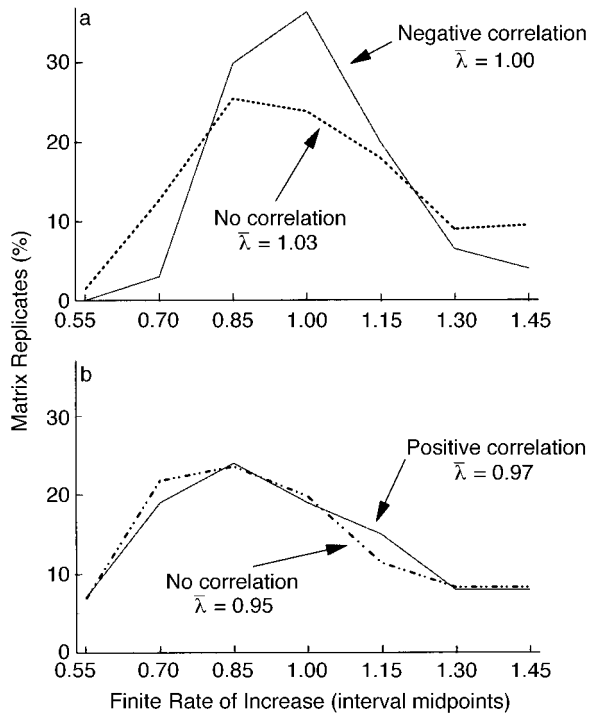 a
30
20
10
0
Negative correlation
λ̄ = 1.00
No correlation
λ̄ = 1.03
0.55 0.70 0.85 1.00 1.15 1.30 1.45
Matrix Replicates (%)
b
30
20
10
0
Positive correlation
λ̄ = 0.97
No correlation
λ̄ = 0.95
0.55 0.70 0.85 1.00 1.15 1.30 1.45
Finite Rate of Increase (interval midpoints)